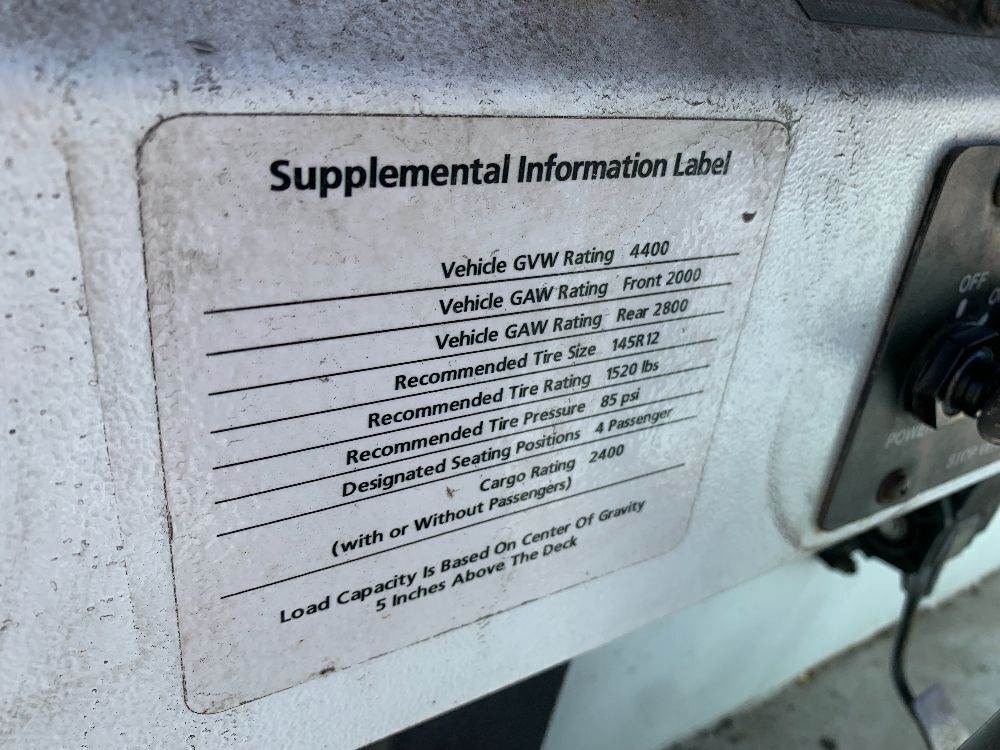 Supplemental Information Label
Vehicle GVW Rating 4400
Vehicle GAW Rating Front 2000
Vehicle GAW Rating Rear 2800
Recommended Tire Size 145R12
Recommended Tire Rating 1520 lbs
Recommended Tire Pressure 85 psi
Designated Seating Positions 4 Passenger
Cargo Rating 2400
(with or Without Passengers)
Load Capacity Is Based On Center Of Gravity
5 Inches Above The Deck
OFF